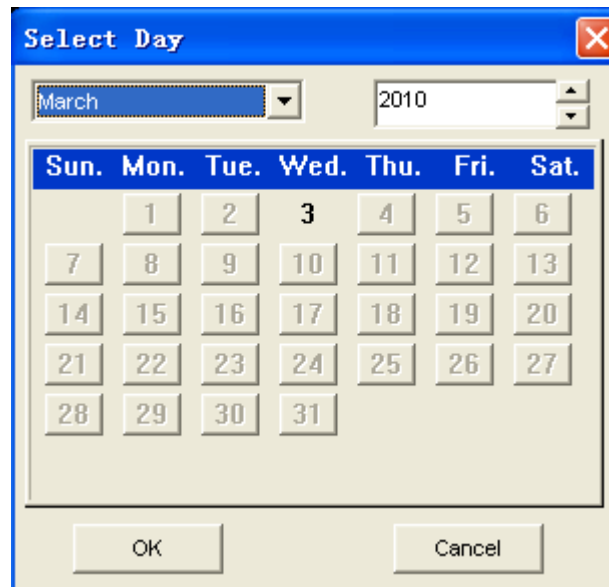 Select Day
March 2010
Sun. Mon. Tue. Wed. Thu. Fri. Sat.
1 2 3 4 5 6
7 8 9 10 11 12 13
14 15 16 17 18 19 20
21 22 23 24 25 26 27
28 29 30 31
OK Cancel